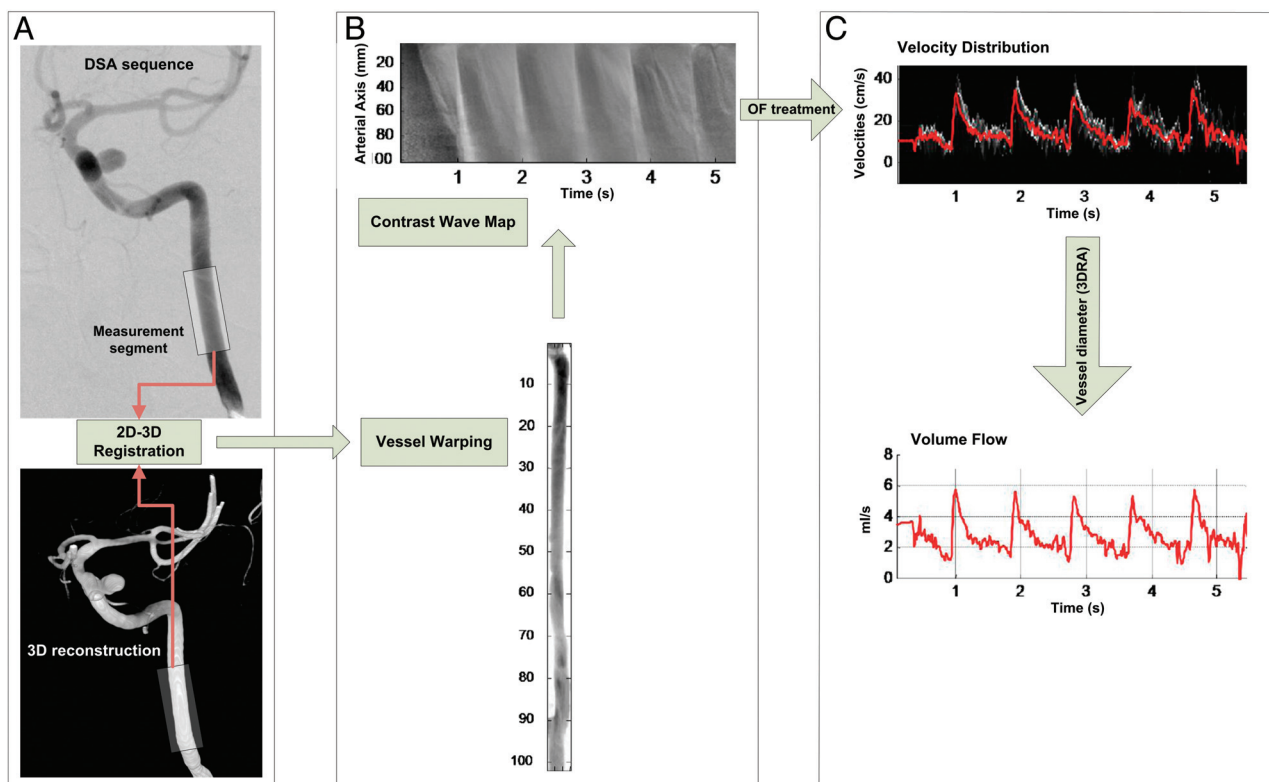 A
DSA sequence
Measurement
segment
2D-3D
Registration
3D reconstruction
B
Arterial Axis (mm)
20
40
60
80
00
1 2 3 4 5
Time (s)
Contrast Wave Map
Vessel Warping
10
20
30
40
50
60
70
80
90
100
OF treatment
C
Velocity Distribution
Velocities (cm/s)
40
20
0
1 2 3 4 5
Time (s)
Vessel diameter (3DRA)
Volume Flow
ml/s
8
6
4
2
0
1 2 3 4 5
Time (s)